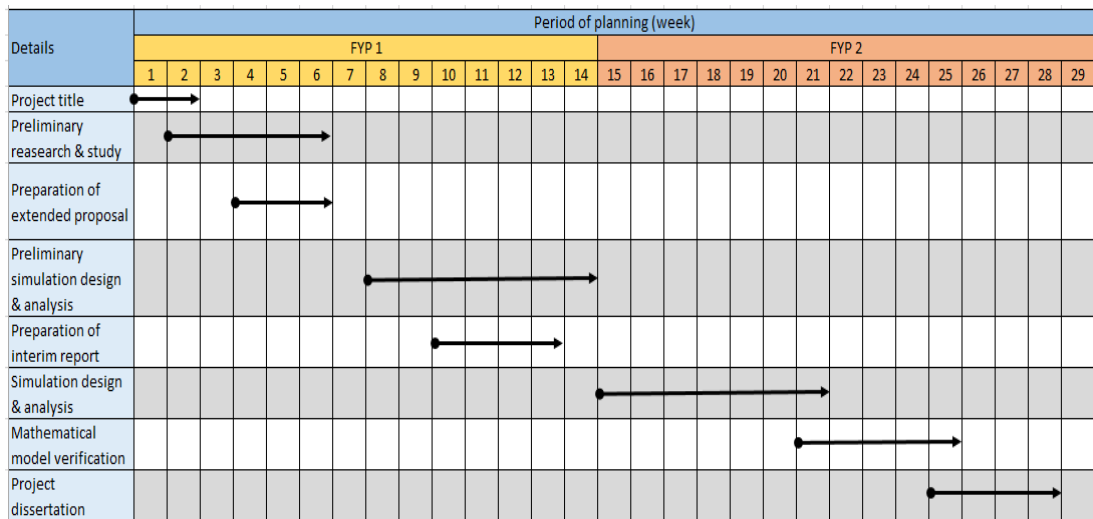 Period of planning (week)
Details
FYP 1
FYP 2
1 2 3 4 5 6 7 8 9 10 11 12 13 14 15 16 17 18 19 20 21 22 23 24 25 26 27 28 29
Project title
Preliminary
reasearch & study
Preparation of
extended proposal
Preliminary
simulation design
& analysis
Preparation of
interim report
Simulation design
& analysis
Mathematical
model verification
Project
dissertation